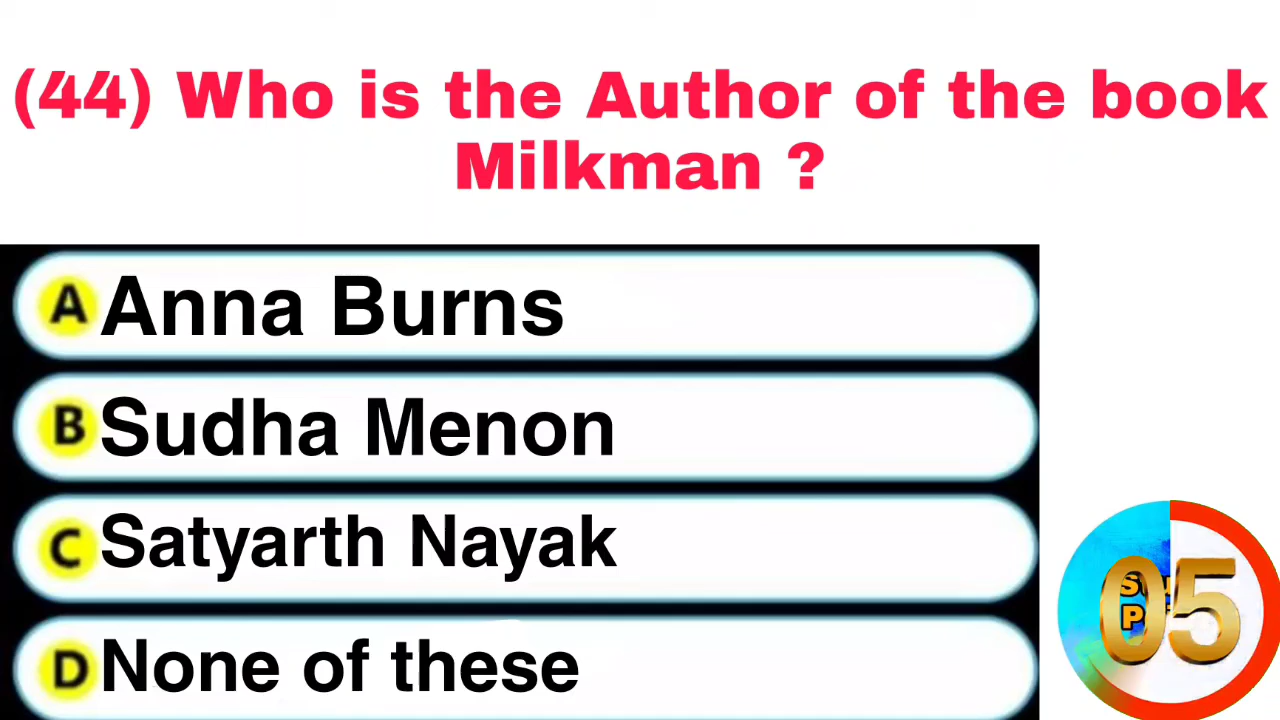 (44) Who is the Author of the book
Milkman ?
A Anna Burns
B Sudha Menon
C Satyarth Nayak
D None of these
05